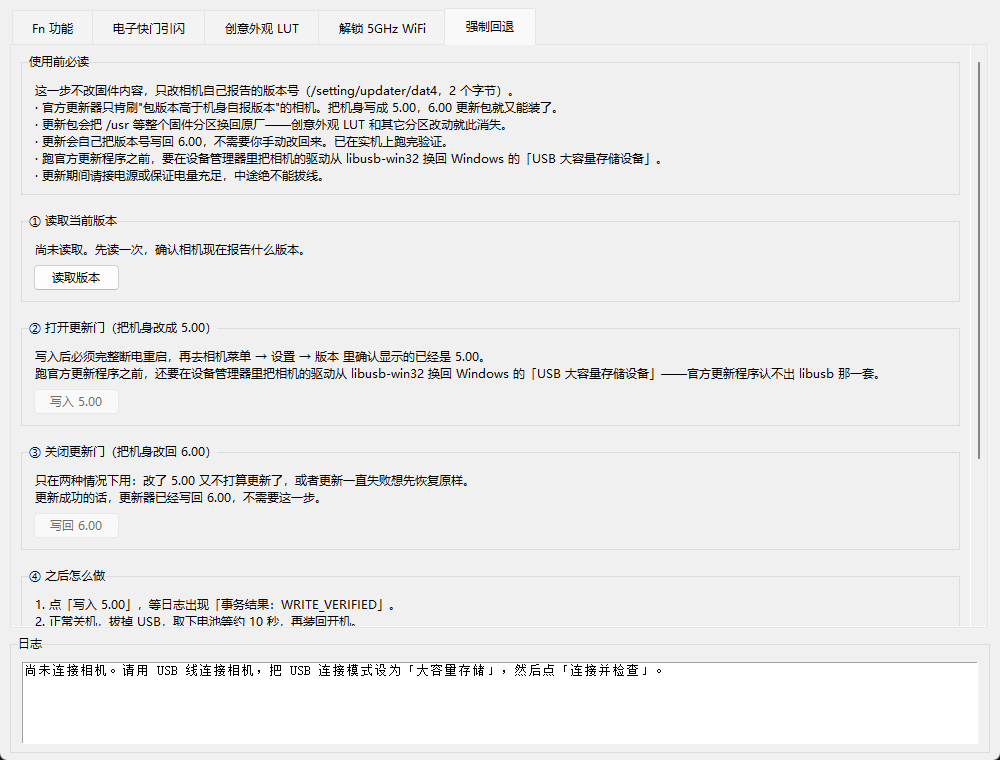 Fn 功能
电子快门引闪
创意外观 LUT
解锁 5GHz WiFi
强制回退
使用前必读
这一步不改固件内容，只改相机自己报告的版本号（/setting/updater/dat4，2 个字节）。
· 官方更新器只肯刷"包版本高于机身自报版本"的相机。把机身写成 5.00，6.00 更新包就又能装了。
· 更新包会把 /usr 等整个固件分区换回原厂——创意外观 LUT 和其它分区改动就此消失。
· 更新会自己把版本号写回 6.00，不需要你手动改回来。已在实机上跑完验证。
· 跑官方更新程序之前，要在设备管理器里把相机的驱动从 libusb-win32 换回 Windows 的「USB 大容量存储设备」。
· 更新期间请接电源或保证电量充足，中途绝不能拔线。
① 读取当前版本
尚未读取。先读一次，确认相机现在报告什么版本。
读取版本
② 打开更新门（把机身改成 5.00）
写入后必须完整断电重启，再去相机菜单 → 设置 → 版本 里确认显示的已经是 5.00。
跑官方更新程序之前，还要在设备管理器里把相机的驱动从 libusb-win32 换回 Windows 的「USB 大容量存储设备」——官方更新程序认不出 libusb 那一套。
写入 5.00
③ 关闭更新门（把机身改回 6.00）
只在两种情况下用：改了 5.00 又不打算更新了，或者更新一直失败想先恢复原样。
更新成功的话，更新器已经写回 6.00，不需要这一步。
写回 6.00
④ 之后怎么做
1. 点「写入 5.00」，等日志出现「事务结果：WRITE_VERIFIED」。
2. 正常关机，拔掉 USB，取下电池等约 10 秒，再装回开机。
日志
尚未连接相机。请用 USB 线连接相机，把 USB 连接模式设为「大容量存储」，然后点「连接并检查」。